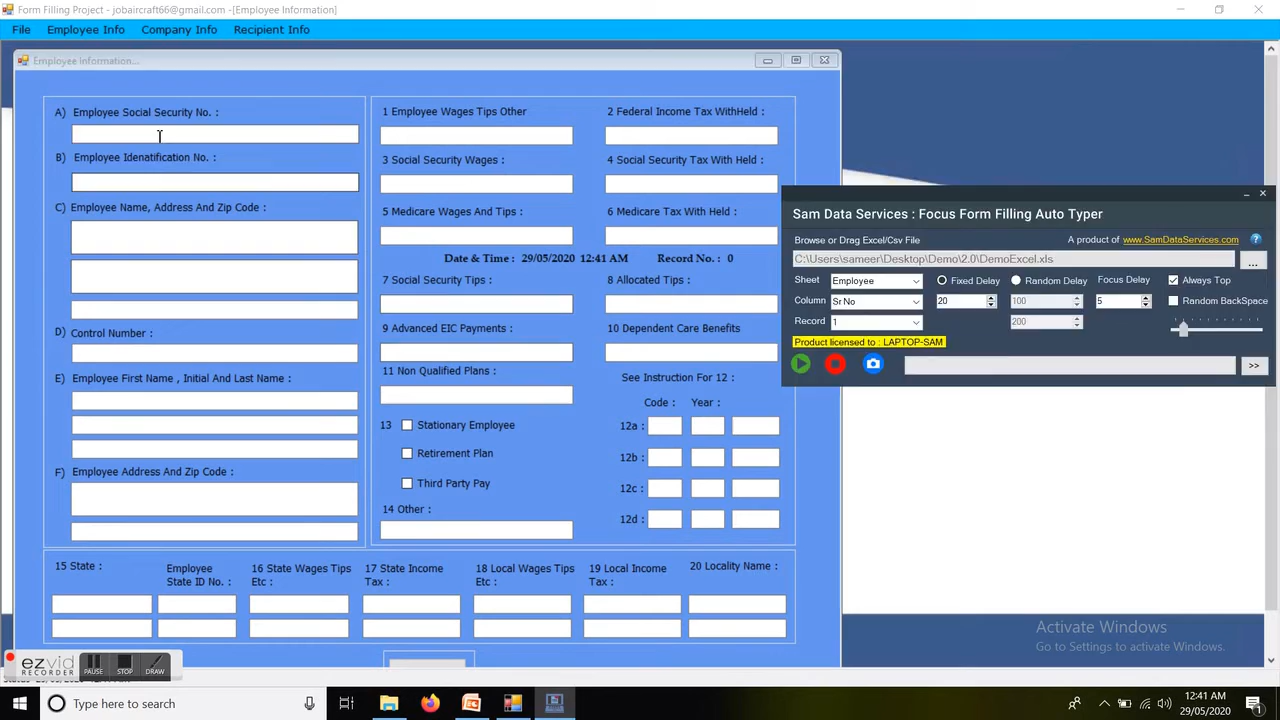 Form Filling Project - jobaircraft66@gmail.com -[Employee Information]
File Employee Info Company Info Recipient Info
Employee Information...
A) Employee Social Security No. :
B) Employee Idenatification No. :
C) Employee Name, Address And Zip Code :
D) Control Number :
E) Employee First Name , Initial And Last Name :
F) Employee Address And Zip Code :
1 Employee Wages Tips Other
2 Federal Income Tax WithHeld :
3 Social Security Wages :
4 Social Security Tax With Held :
5 Medicare Wages And Tips :
6 Medicare Tax With Held :
Date & Time : 29/05/2020 12:41 AM Record No. : 0
7 Social Security Tips :
8 Allocated Tips :
9 Advanced EIC Payments :
10 Dependent Care Benefits
11 Non Qualified Plans :
See Instruction For 12 :
Code : Year :
13 Stationary Employee
Retirement Plan
Third Party Pay
12a :
12b :
12c :
12d :
14 Other :
15 State :
Employee State ID No. :
16 State Wages Tips Etc :
17 State Income Tax :
18 Local Wages Tips Etc :
19 Local Income Tax :
20 Locality Name :
Sam Data Services : Focus Form Filling Auto Typer
Browse or Drag Excel/Csv File
A product of www.SamDataServices.com ?
C:\Users\sameer\Desktop\Demo\2.0\DemoExcel.xls
...
Sheet Employee Fixed Delay Random Delay Focus Delay Always Top
Column Sr No 20 100 5 Random BackSpace
Record 1 200
Product licensed to : LAPTOP-SAM
>>
Activate Windows
Go to Settings to activate Windows.
ezvid
RECORDER
PAUSE STOP DRAW
Type here to search
12:41 AM
29/05/2020
1